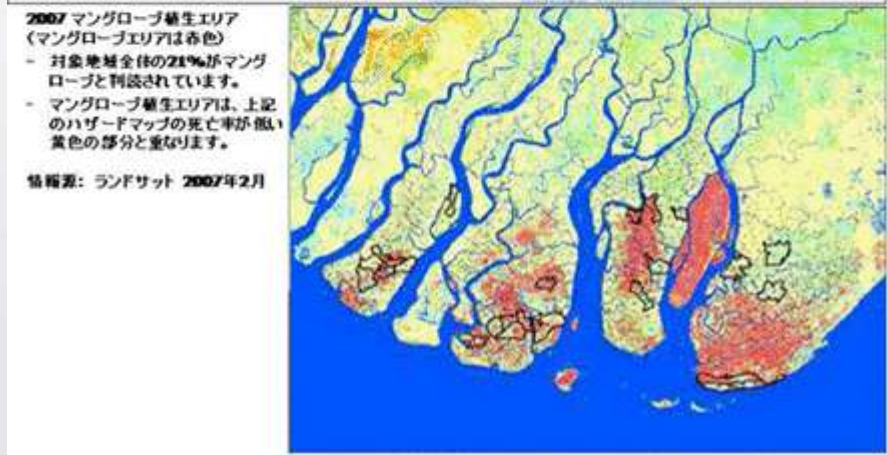 2007 マングローブ植生エリア
（マングローブエリアは赤色）
- 対象地域全体の21%がマング
ローブと判読されています。
- マングローブ植生エリアは、上記
のハザードマップの死亡率が低い
黄色の部分と重なります。
情報源: ランドサット 2007年2月